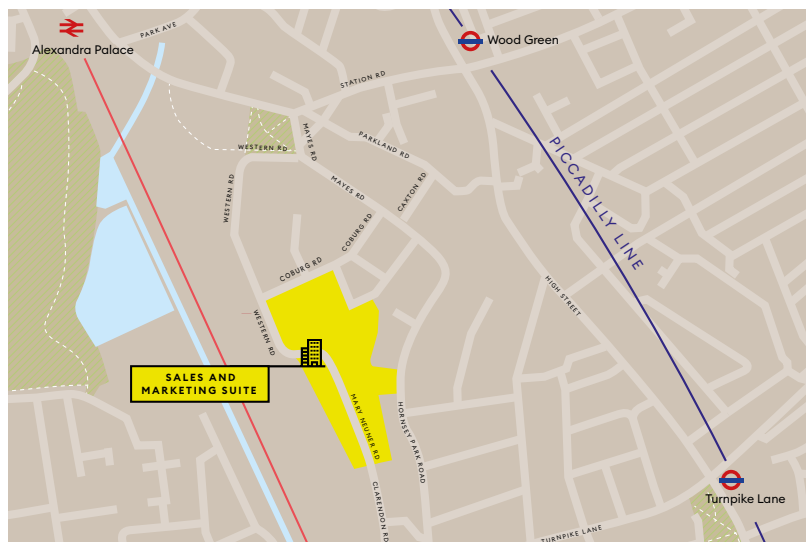 PARK AVE
Alexandra Palace
Wood Green
STATION RD
MAYES RD
PARKLAND RD
WESTERN RD
PICCADILLY LINE
WESTERN RD
MAYES RD
CAXTON RD
COBURG RD
COBURG RD
HIGH STREET
WESTERN RD
SALES AND
MARKETING SUITE
MARY NEUNER RD
HORNSEY PARK ROAD
CLARENDON RD
Turnpike Lane
TURNPIKE LANE